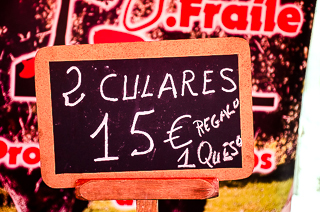 .Fraile
2 CULARES
15 € REGALO
1 QUESO